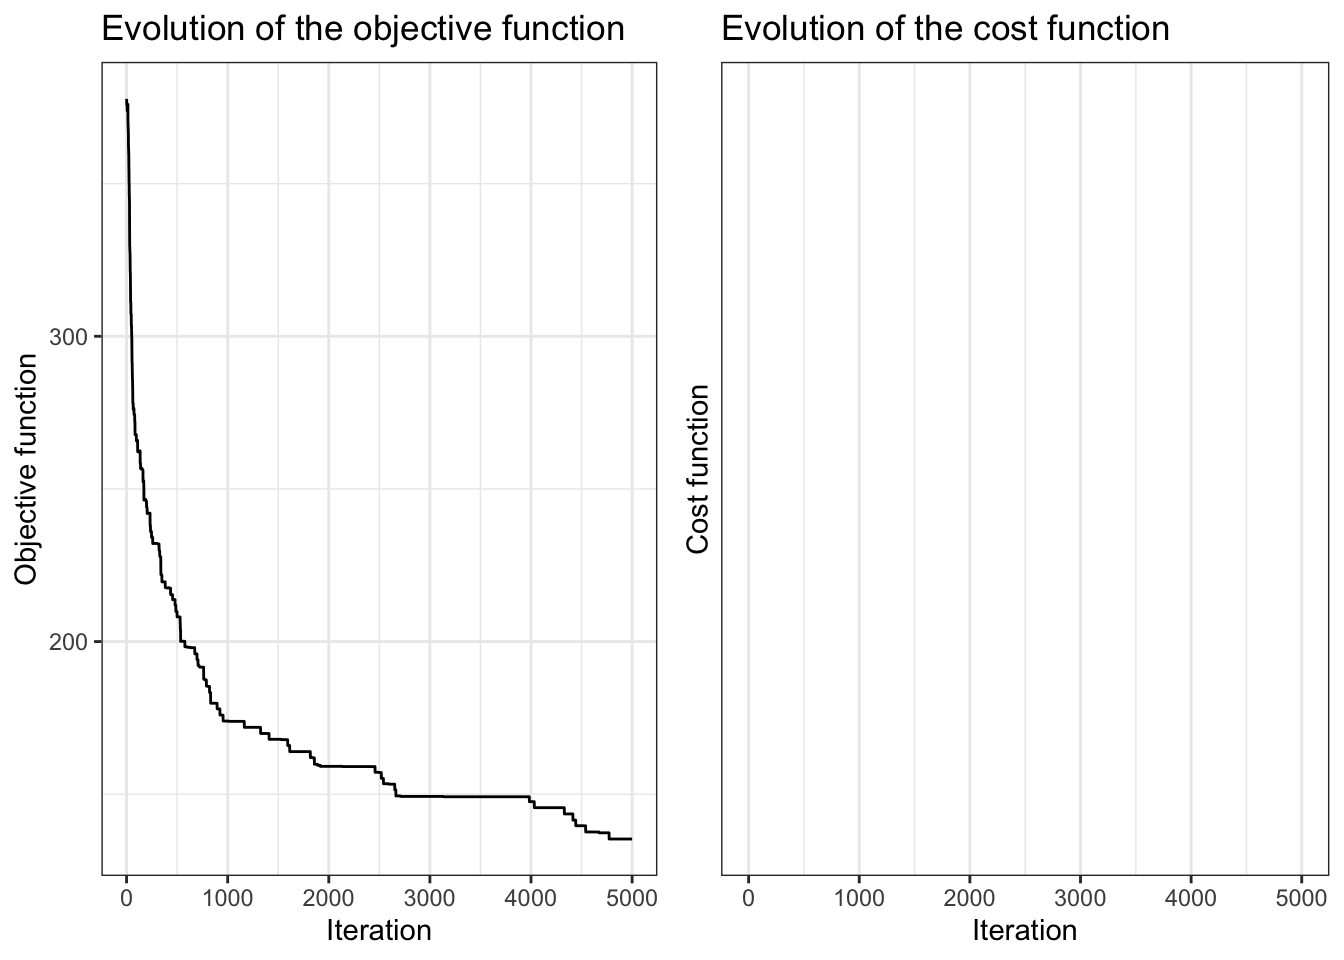 Evolution of the objective function
Objective function
300
200
0 1000 2000 3000 4000 5000
Iteration
Evolution of the cost function
Cost function
0 1000 2000 3000 4000 5000
Iteration